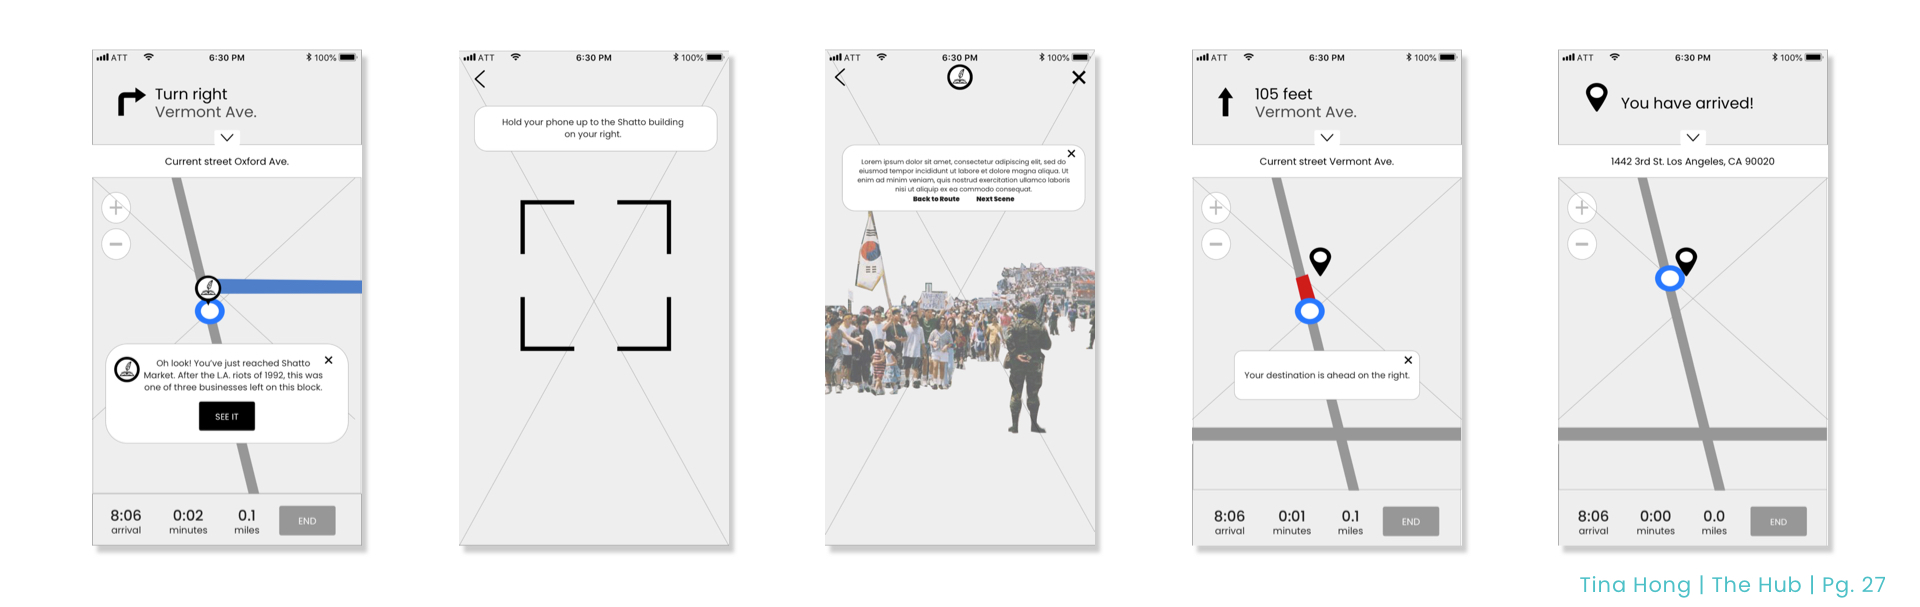 ATT 6:30 PM 100%
Turn right
Vermont Ave.
Current street Oxford Ave.
Oh look! You've just reached Shatto
Market. After the L.A. riots of 1992, this was
one of three businesses left on this block.
SEE IT
8:06 0:02 0.1
arrival minutes miles
END
ATT 6:30 PM 100%
Hold your phone up to the Shatto building
on your right.
ATT 6:30 PM 100%
Lorem ipsum dolor sit amet, consectetur adipiscing elit, sed do
eiusmod tempor incididunt ut labore et dolore magna aliqua. Ut
enim ad minim veniam, quis nostrud exercitation ullamco laboris
nisi ut aliquip ex ea commodo consequat.
Back to Route Next Scene
ATT 6:30 PM 100%
105 feet
Vermont Ave.
Current street Vermont Ave.
Your destination is ahead on the right.
8:06 0:01 0.1
arrival minutes miles
END
ATT 6:30 PM 100%
You have arrived!
1442 3rd St. Los Angeles, CA 90020
8:06 0:00 0.0
arrival minutes miles
END
Tina Hong | The Hub | Pg. 27